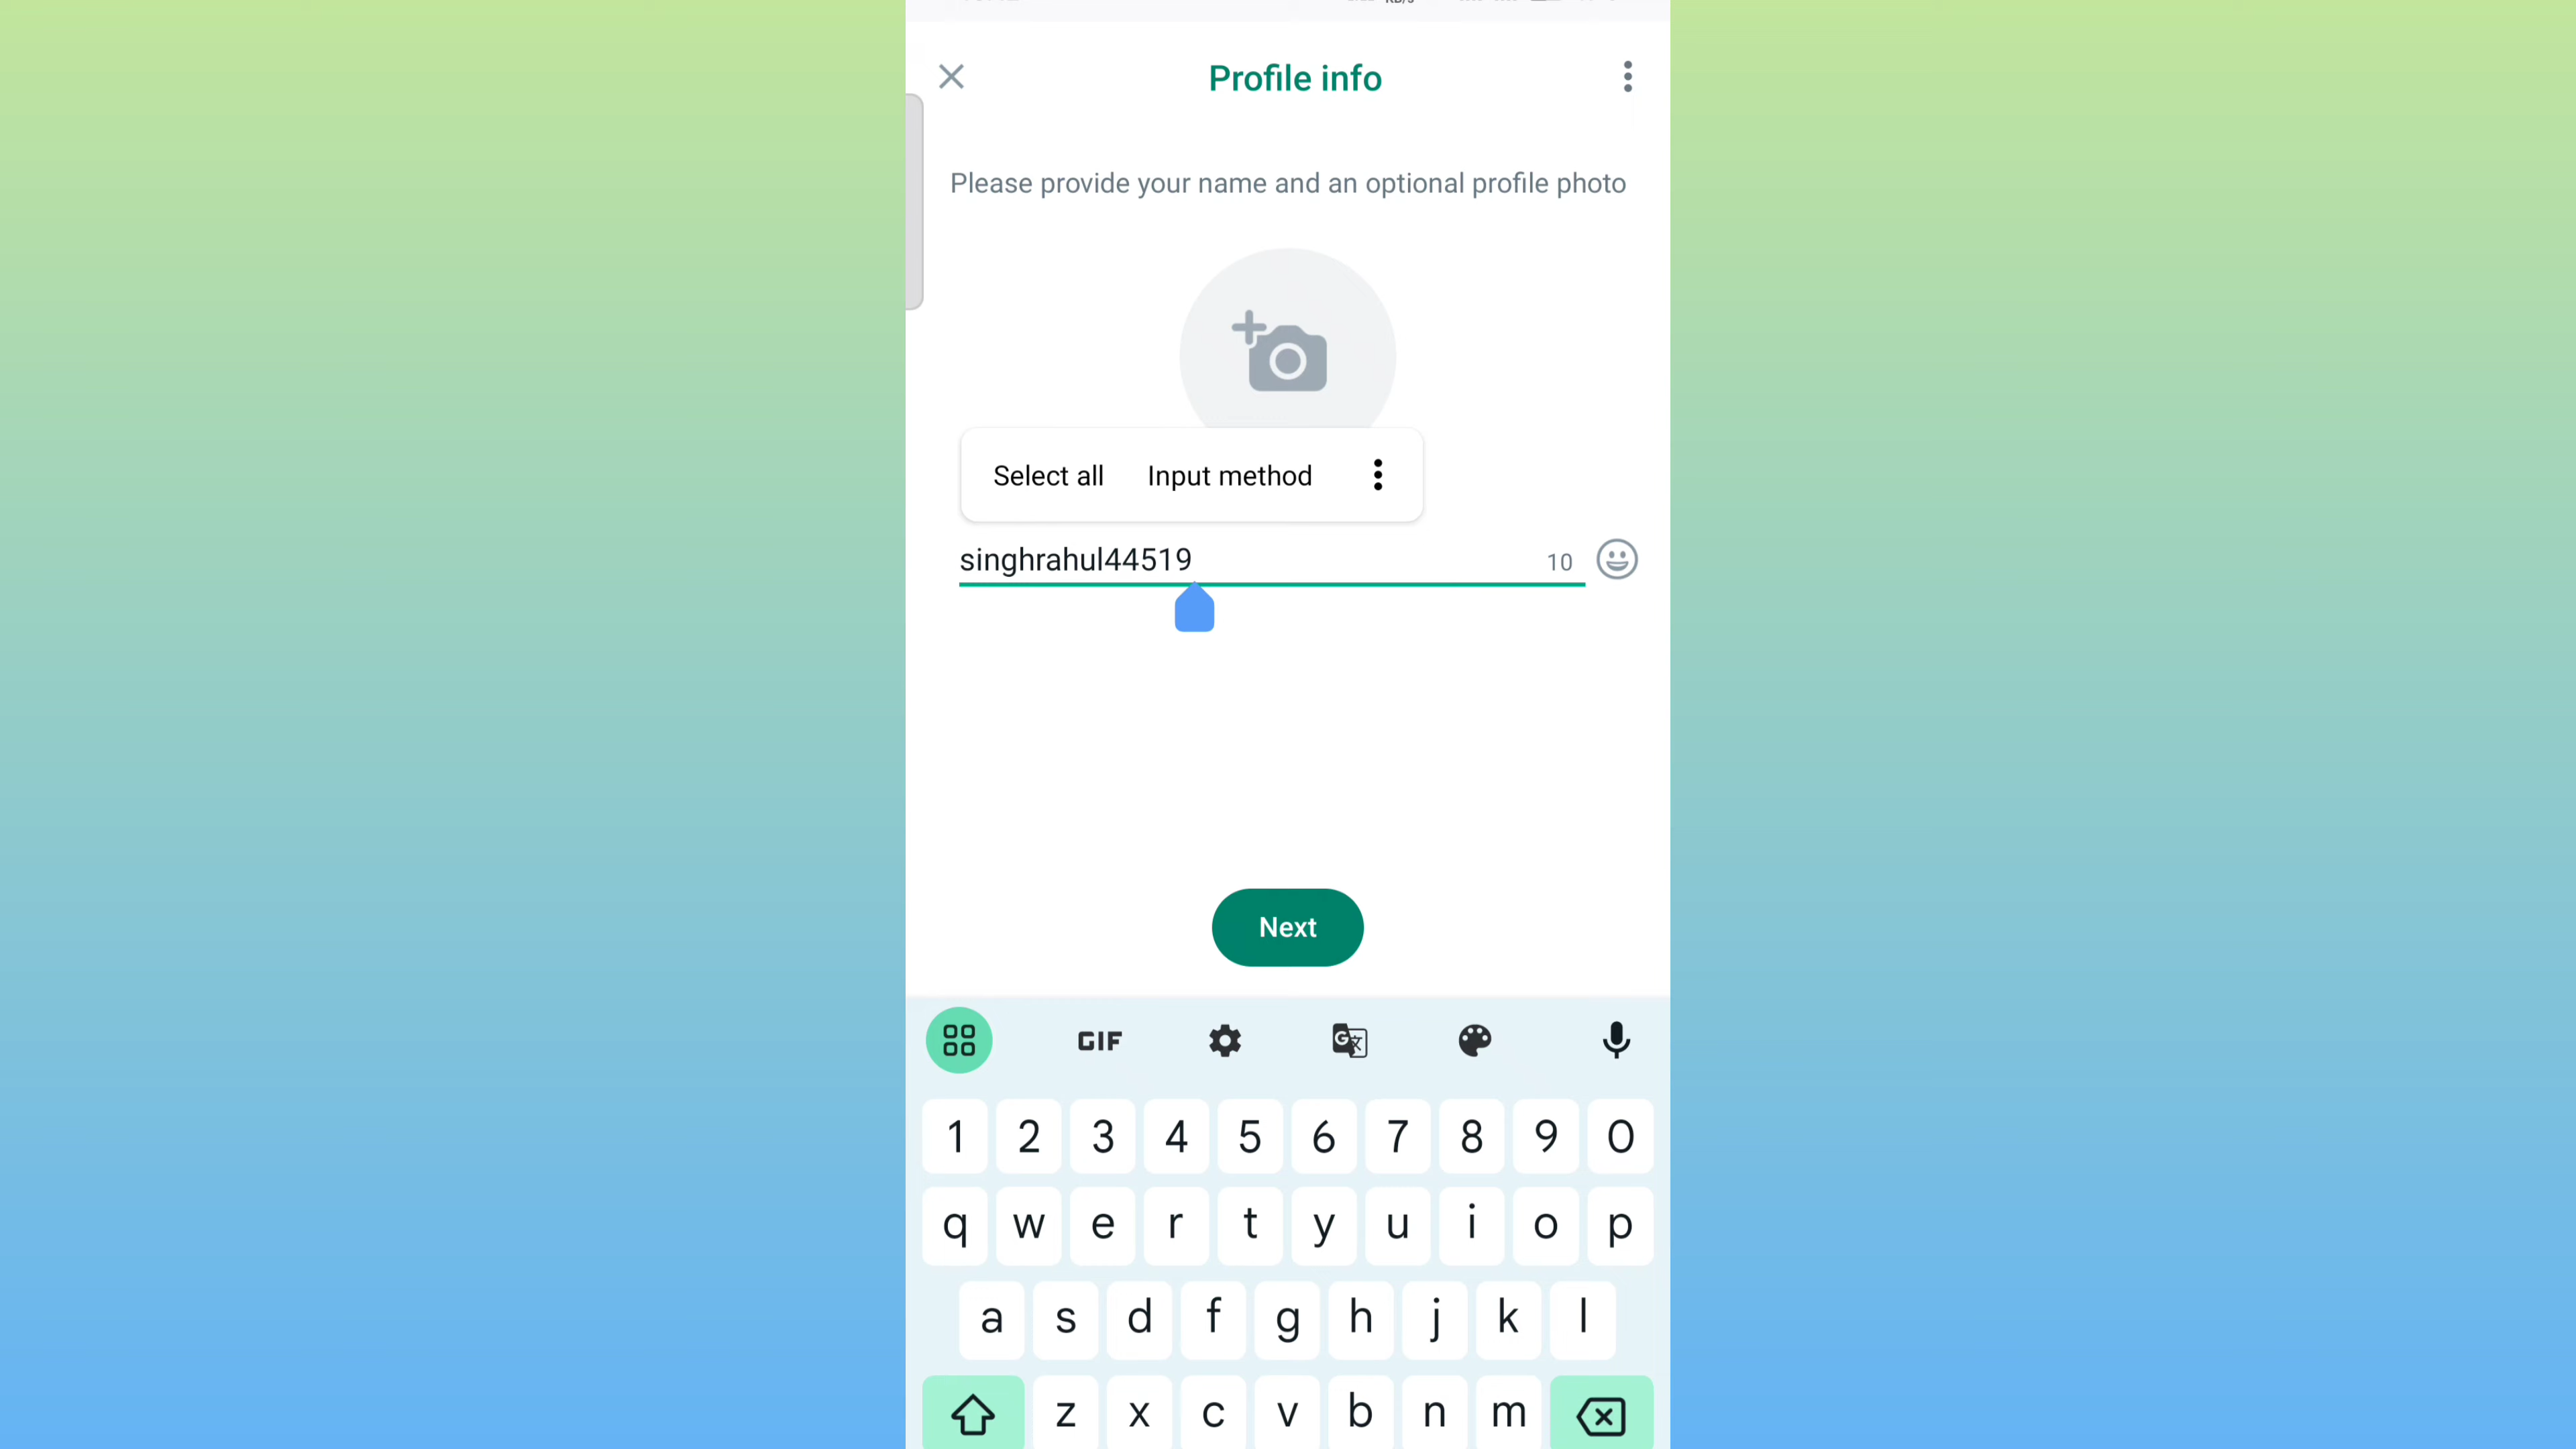 KB/s
Profile info
Please provide your name and an optional profile photo
Select all Input method
singhrahul44519 10
Next
GIF
1 2 3 4 5 6 7 8 9 0
q w e r t y u i o p
a s d f g h j k l
z x c v b n m